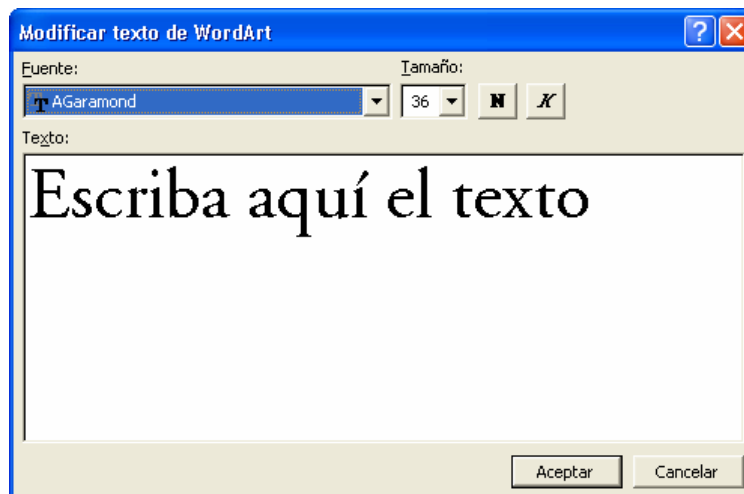 Modificar texto de WordArt
Fuente: Tamaño:
AGaramond 36 N K
Texto:
Escriba aquí el texto
Aceptar Cancelar